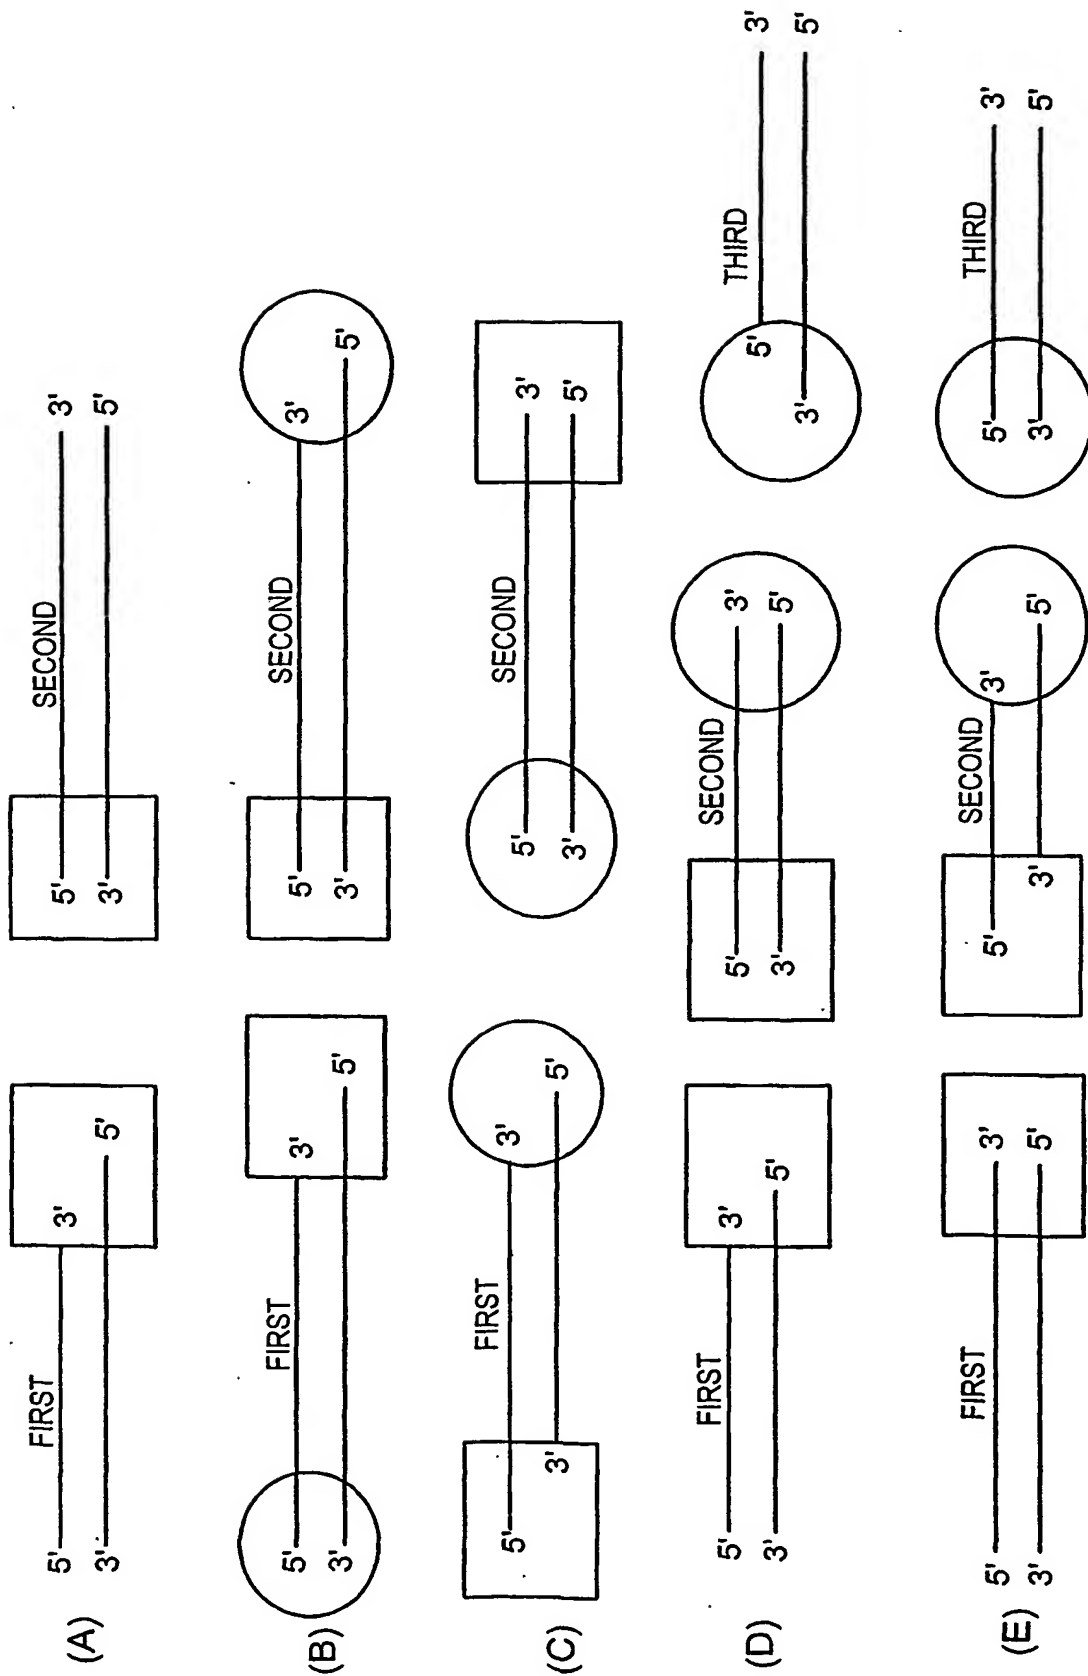 FIRST SECOND
5' 3' 5' 3'
(A)
3' 5' 3' 5'
FIRST SECOND
5' 3' 5' 3'
(B)
3' 5' 3' 5'
FIRST SECOND
5' 3' 5' 3'
(C)
3' 5' 3' 5'
FIRST SECOND THIRD
5' 3' 5' 3' 5' 3'
(D)
3' 5' 3' 5' 3' 5'
FIRST SECOND THIRD
5' 3' 5' 3' 5' 3'
(E)
3' 5' 3' 5' 3' 5'